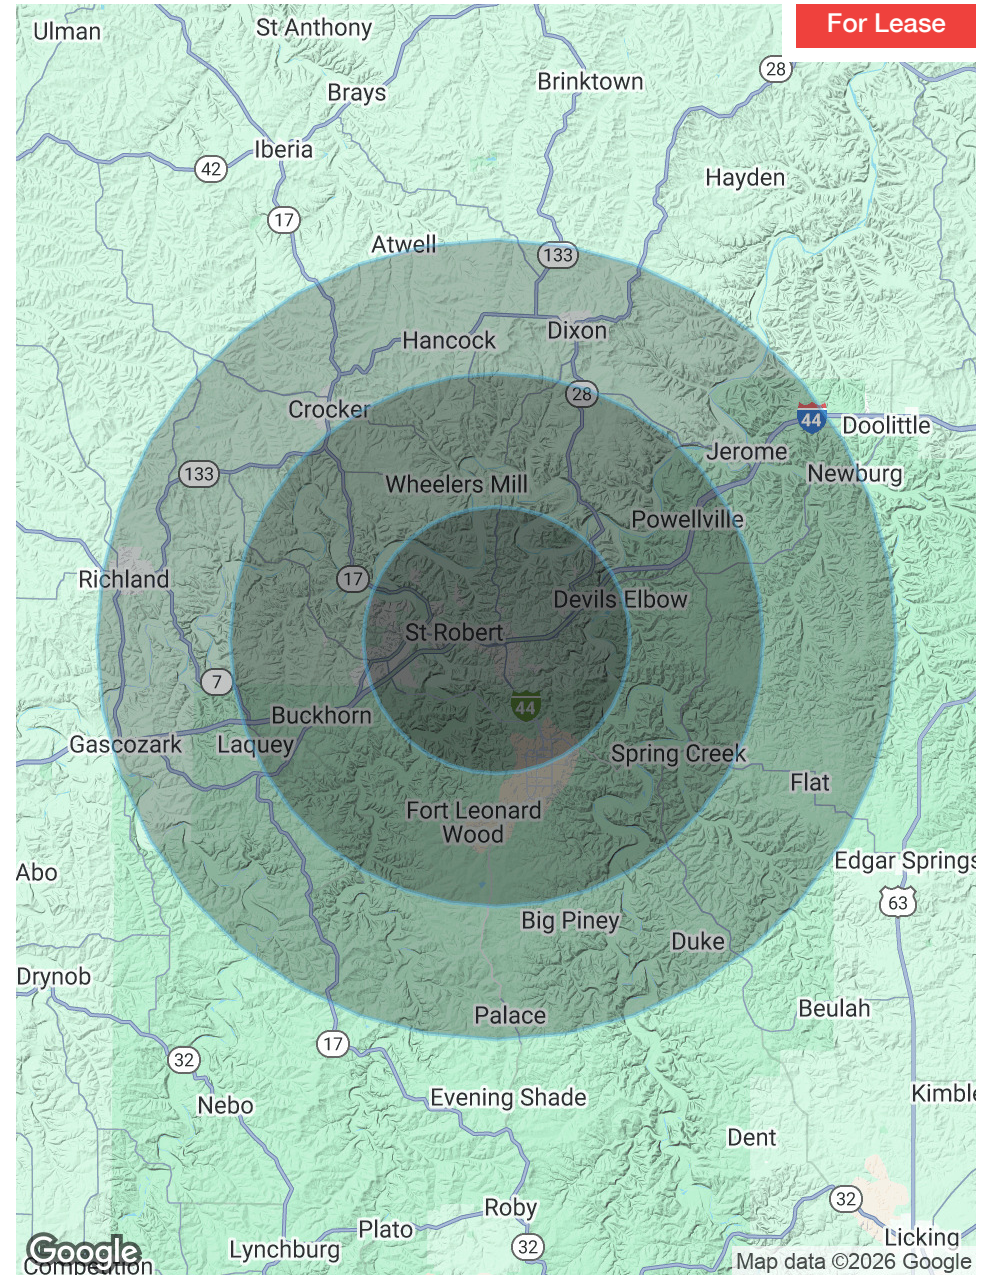 For Lease
Ulman
St Anthony
28
Brinktown
Brays
Iberia
42
Hayden
17
Atwell
133
Dixon
Hancock
28
Crocker
44
Doolittle
Jerome
Newburg
133
Wheelers Mill
Powellville
17
Richland
Devils Elbow
St Robert
7
44
Buckhorn
Gascozark
Laquey
Spring Creek
Flat
Fort Leonard
Wood
Edgar Springs
Abo
63
Big Piney
Duke
Drynob
Beulah
Palace
17
32
Evening Shade
Kimble
Nebo
Dent
32
Roby
Plato
Licking
Lynchburg
32
Google
Competition
Map data ©2026 Google